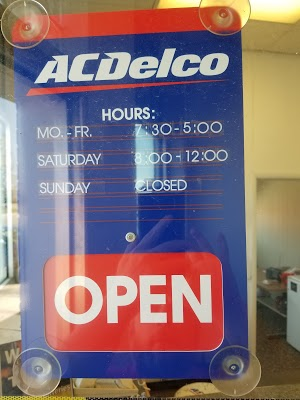 ACDelco
HOURS:
MO. - FR. 7:30 - 5:00
SATURDAY 8:00 - 12:00
SUNDAY CLOSED
OPEN